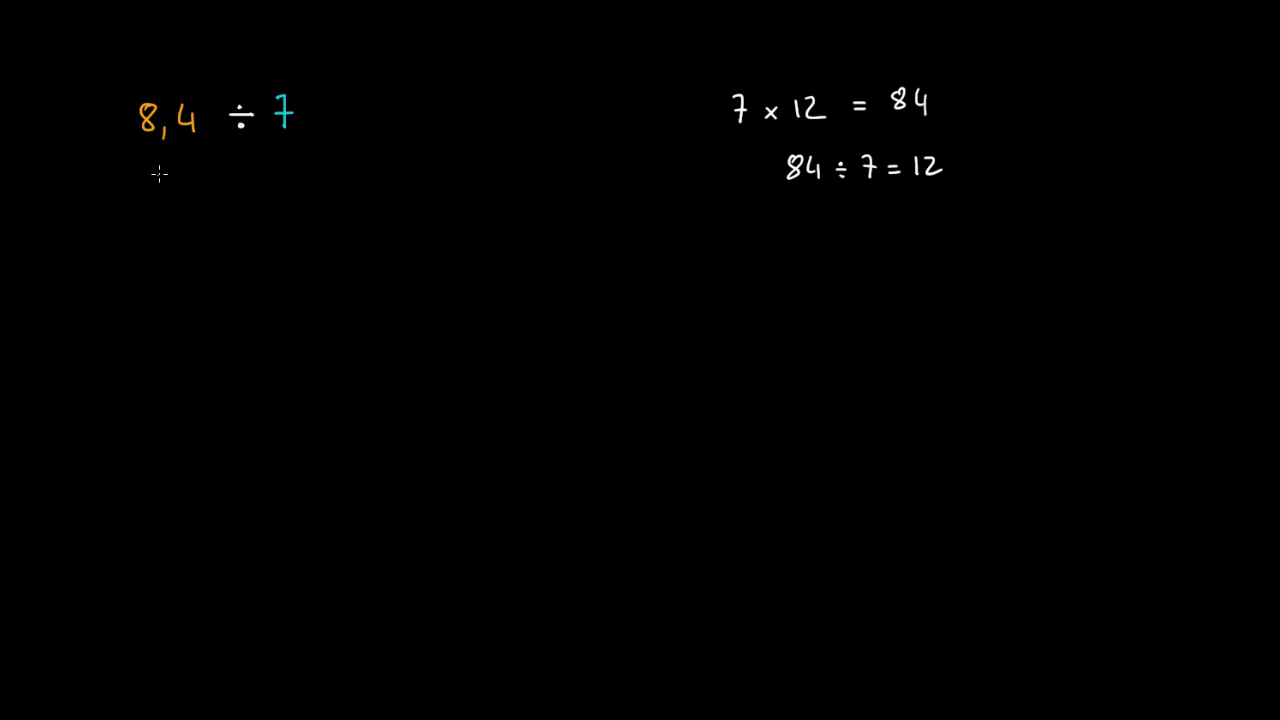 8,4 ÷ 7
7 × 12 = 84
84 ÷ 7 = 12